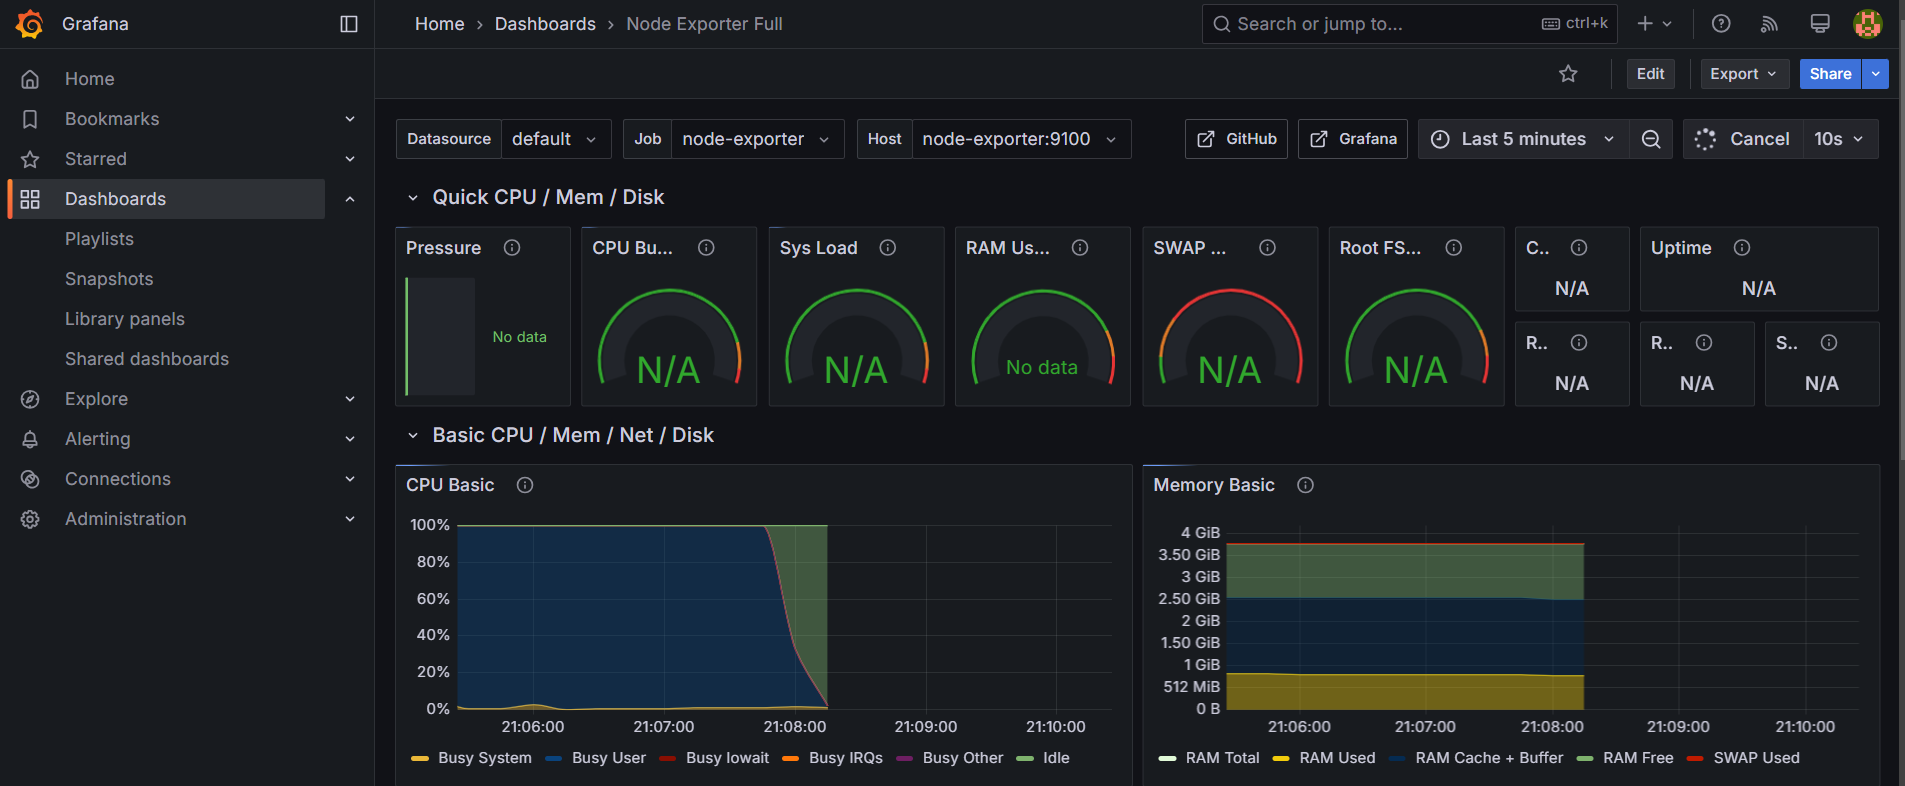 Grafana
Home
Dashboards
Node Exporter Full
Search or jump to...
ctrl+k
Home
Bookmarks
Starred
Dashboards
Playlists
Snapshots
Library panels
Shared dashboards
Explore
Alerting
Connections
Administration
Edit
Export
Share
Datasource
default
Job
node-exporter
Host
node-exporter:9100
GitHub
Grafana
Last 5 minutes
Cancel
10s
Quick CPU / Mem / Disk
Pressure
No data
CPU Bu...
N/A
Sys Load
N/A
RAM Us...
No data
SWAP ...
N/A
Root FS...
N/A
C..
N/A
Uptime
N/A
R..
N/A
R..
N/A
S..
N/A
Basic CPU / Mem / Net / Disk
CPU Basic
100%
80%
60%
40%
20%
0%
21:06:00
21:07:00
21:08:00
21:09:00
21:10:00
Busy System
Busy User
Busy Iowait
Busy IRQs
Busy Other
Idle
Memory Basic
4 GiB
3.50 GiB
3 GiB
2.50 GiB
2 GiB
1.50 GiB
1 GiB
512 MiB
0 B
21:06:00
21:07:00
21:08:00
21:09:00
21:10:00
RAM Total
RAM Used
RAM Cache + Buffer
RAM Free
SWAP Used